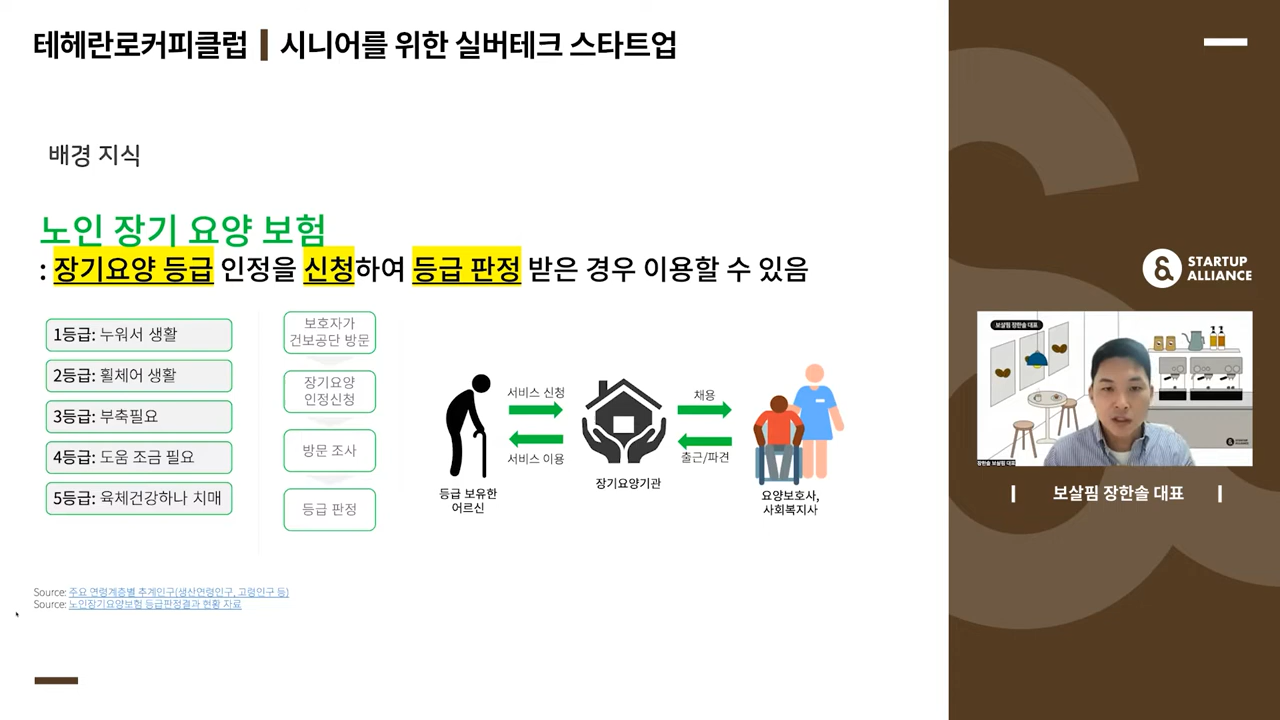 테헤란로커피클럽 | 시니어를 위한 실버테크 스타트업
배경 지식
노인 장기 요양 보험
: 장기요양 등급 인정을 신청하여 등급 판정 받은 경우 이용할 수 있음
1등급: 누워서 생활
2등급: 휠체어 생활
3등급: 부축필요
4등급: 도움 조금 필요
5등급: 육체건강하나 치매
보호자가
건보공단 방문
장기요양
인정신청
방문 조사
등급 판정
서비스 신청
서비스 이용
등급 보유한
어르신
장기요양기관
채용
출근/파견
요양보호사,
사회복지사
Source: 주요 연령계층별 추계인구(생산연령인구, 고령인구 등)
Source: 노인장기요양보험 등급판정결과 현황 자료
& STARTUP
ALLIANCE
보살핌 장한솔 대표
장한솔 보살핌 대표
| 보살핌 장한솔 대표 |